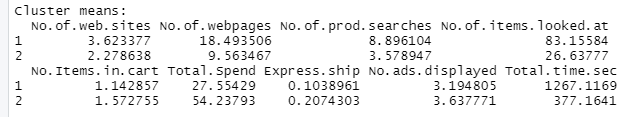 Cluster means:
No.of.web.sites No.of.webpages No.of.prod.searches No.of.items.looked.at
1 3.623377 18.493506 8.896104 83.15584
2 2.278638 9.563467 3.578947 26.63777
No.Items.in.cart Total.Spend Express.ship No.ads.displayed Total.time.sec
1 1.142857 27.55429 0.1038961 3.194805 1267.1169
2 1.572755 54.23793 0.2074303 3.637771 377.1641